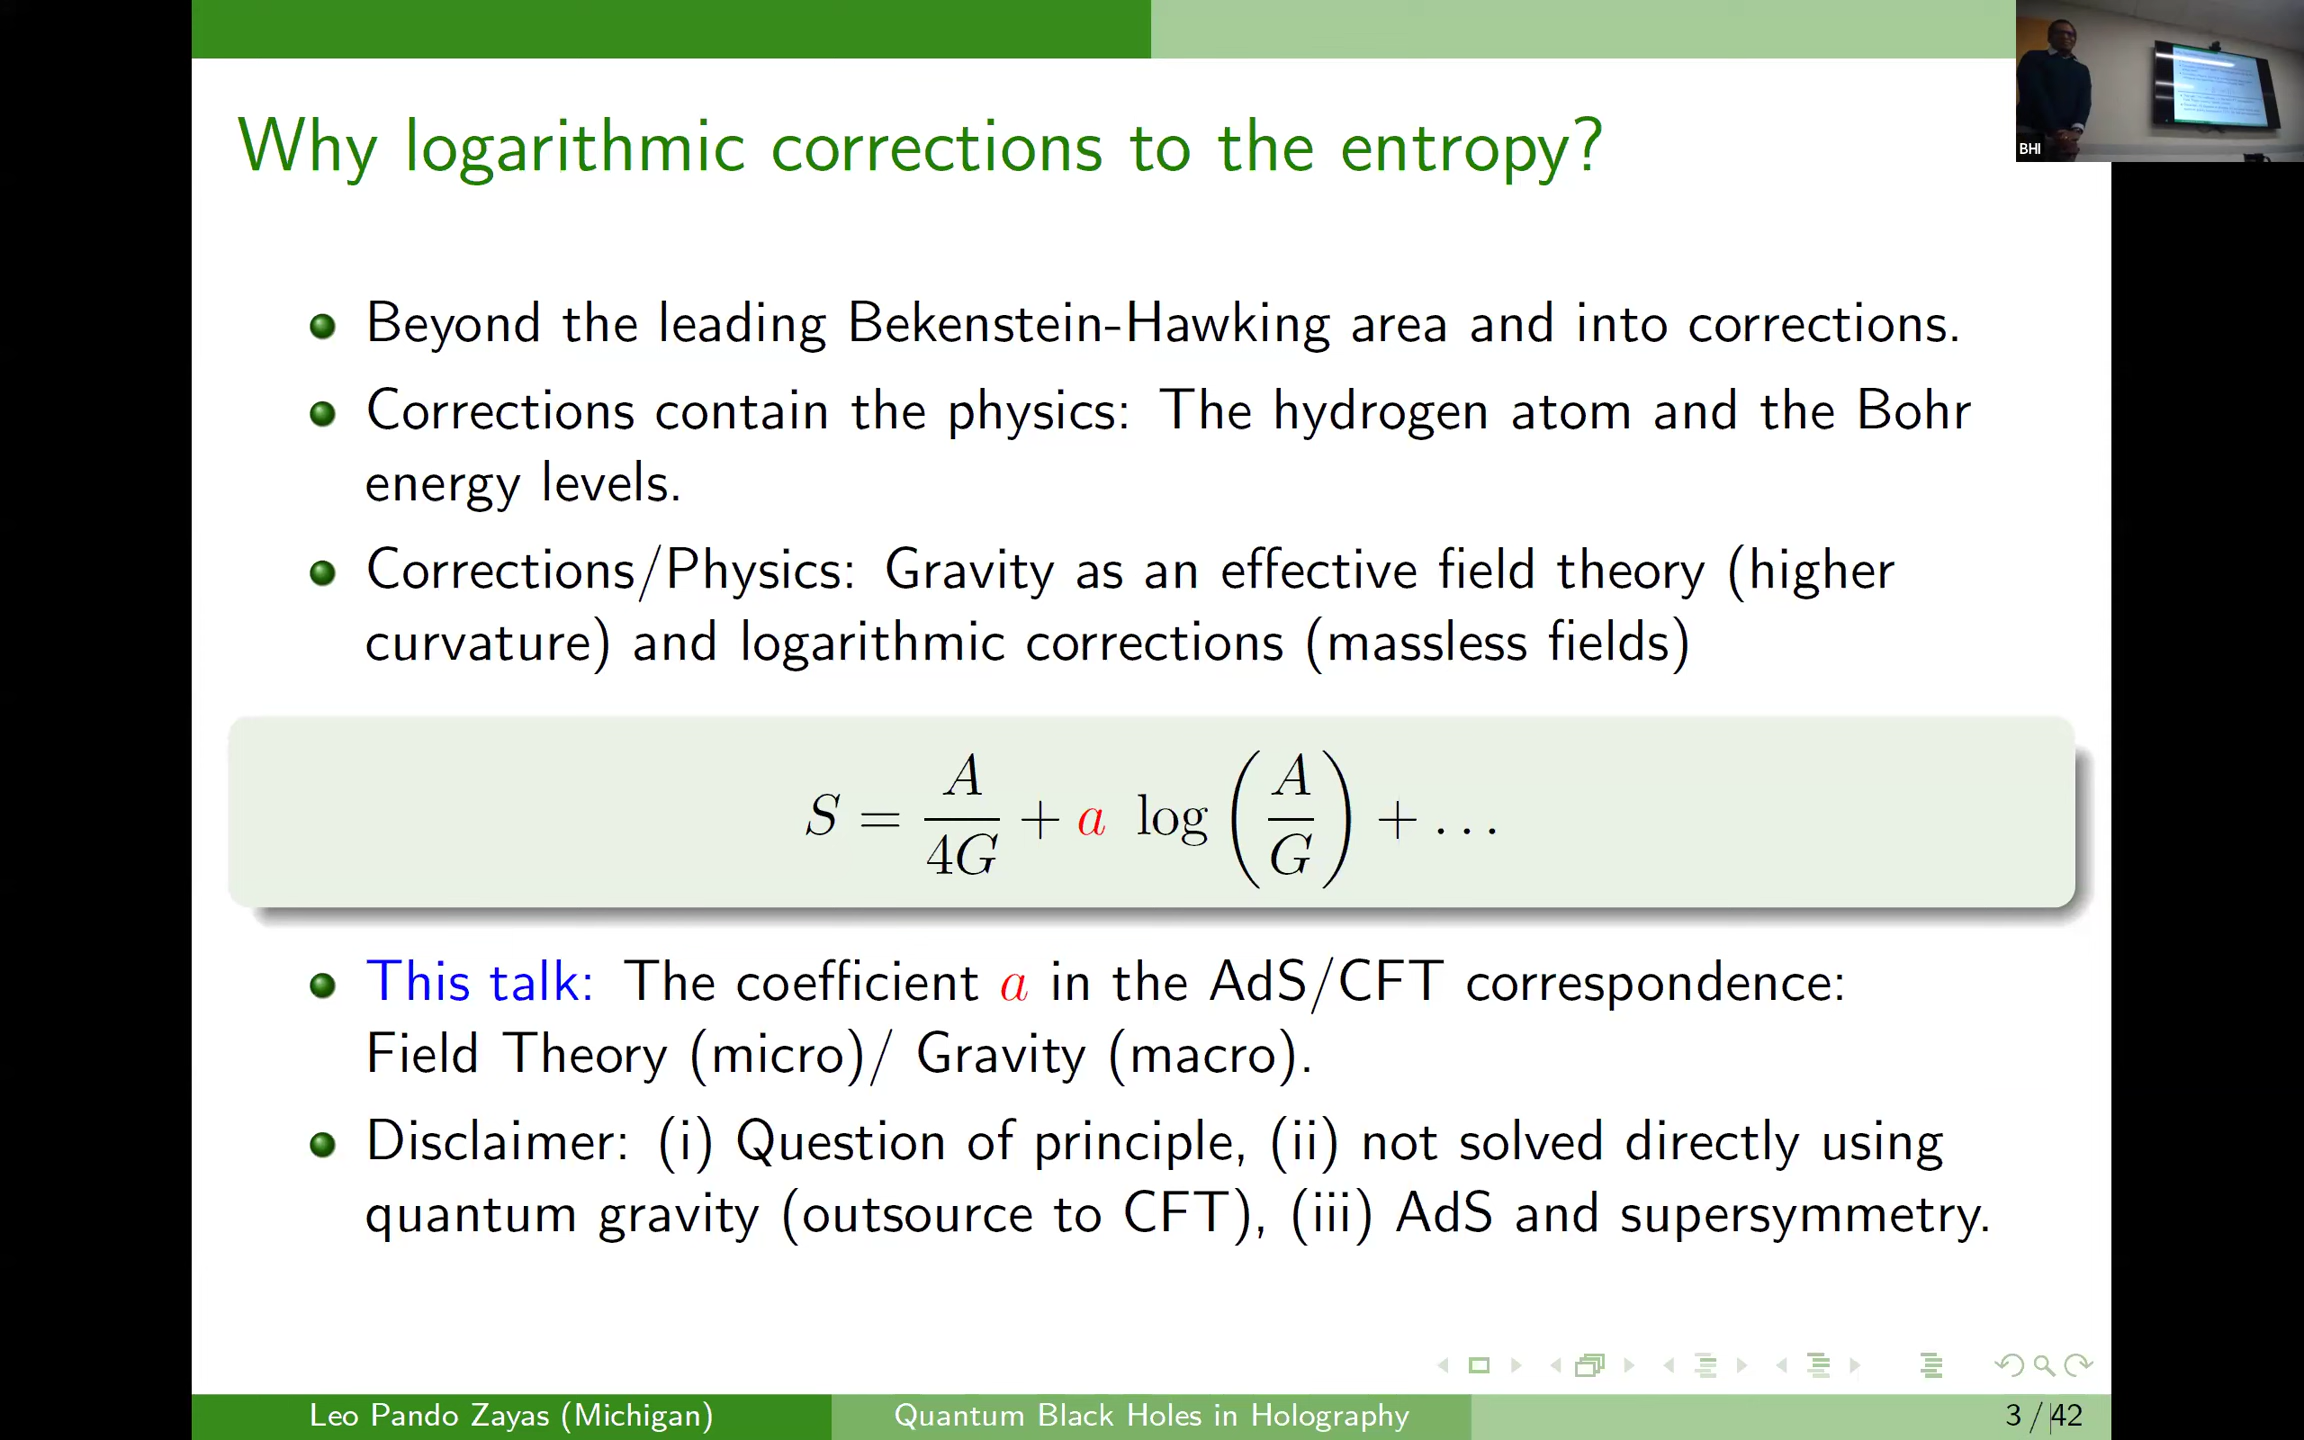 BHI
Why logarithmic corrections to the entropy?
Beyond the leading Bekenstein-Hawking area and into corrections.
Corrections contain the physics: The hydrogen atom and the Bohr
energy levels.
Corrections/Physics: Gravity as an effective field theory (higher
curvature) and logarithmic corrections (massless fields)
S = A/4G + a log (A/G) + ...
This talk: The coefficient a in the AdS/CFT correspondence:
Field Theory (micro)/ Gravity (macro).
Disclaimer: (i) Question of principle, (ii) not solved directly using
quantum gravity (outsource to CFT), (iii) AdS and supersymmetry.
Leo Pando Zayas (Michigan)
Quantum Black Holes in Holography
3 / 42